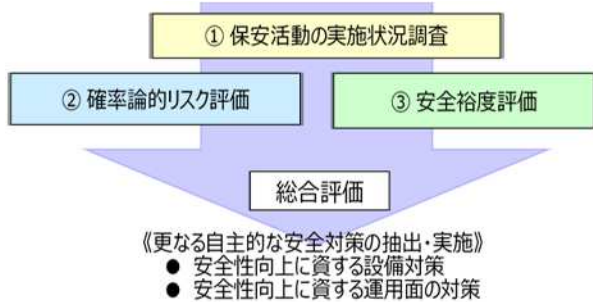 ① 保安活動の実施状況調査
② 確率論的リスク評価
③ 安全裕度評価
総合評価
《更なる自主的な安全対策の抽出・実施》
● 安全性向上に資する設備対策
● 安全性向上に資する運用面の対策